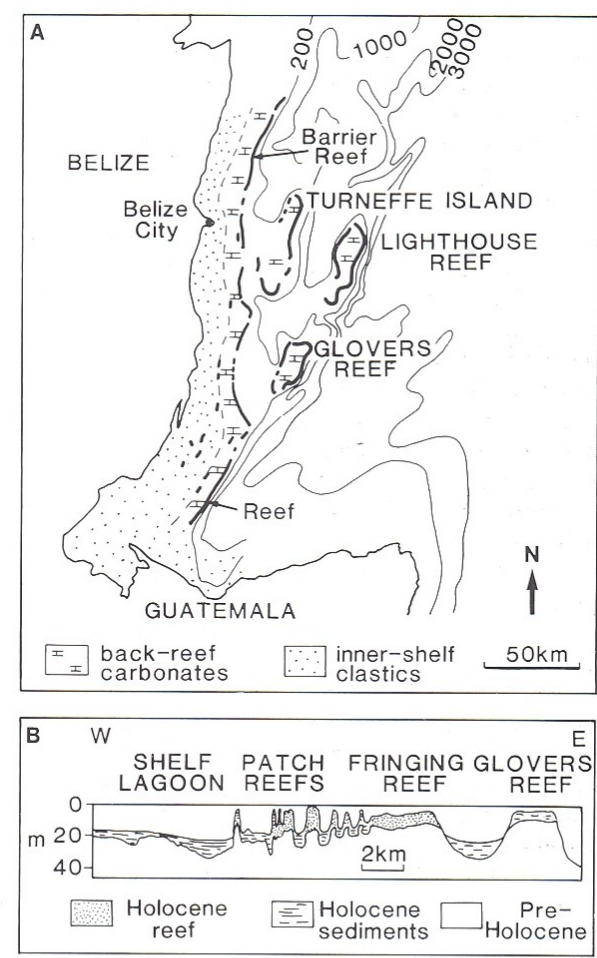 A
200
1000
2000
3000
Barrier
Reef
BELIZE
TURNEFFE ISLAND
Belize
City
LIGHTHOUSE
REEF
GLOVERS
REEF
Reef
N
GUATEMALA
back-reef
carbonates
inner-shelf
clastics
50km
B W E
SHELF
LAGOON
PATCH
REEFS
FRINGING
REEF
GLOVERS
REEF
0
m 20
40
2km
Holocene
reef
Holocene
sediments
Pre-
Holocene